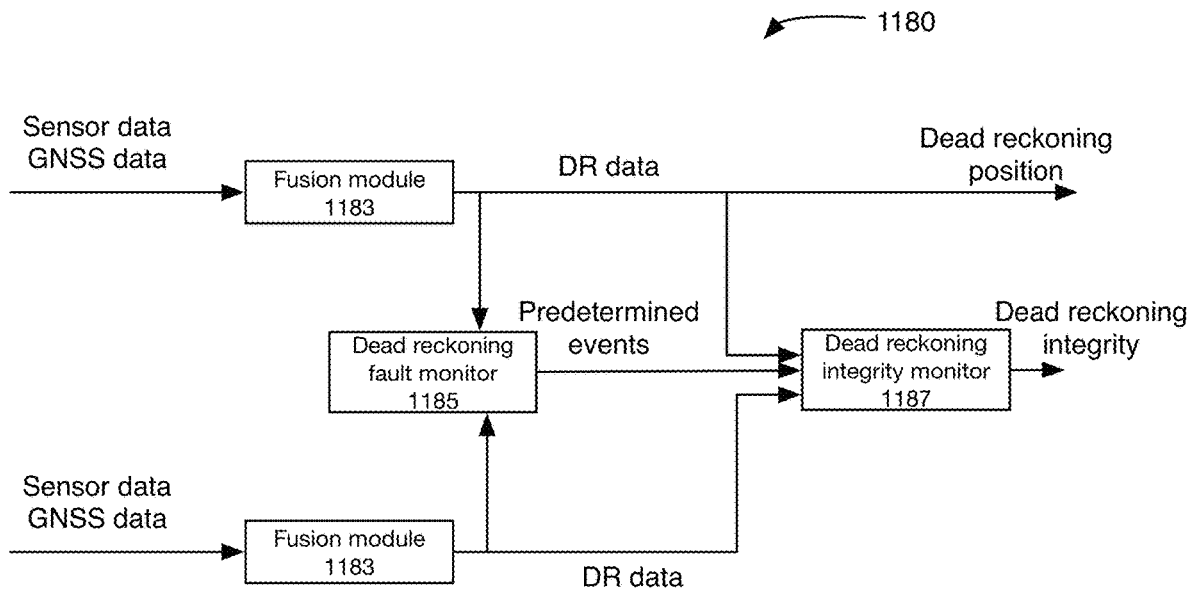 1180
Sensor data
GNSS data
Fusion module
1183
DR data
Dead reckoning
position
Dead reckoning
fault monitor
1185
Predetermined
events
Dead reckoning
integrity monitor
1187
Dead reckoning
integrity
Sensor data
GNSS data
Fusion module
1183
DR data